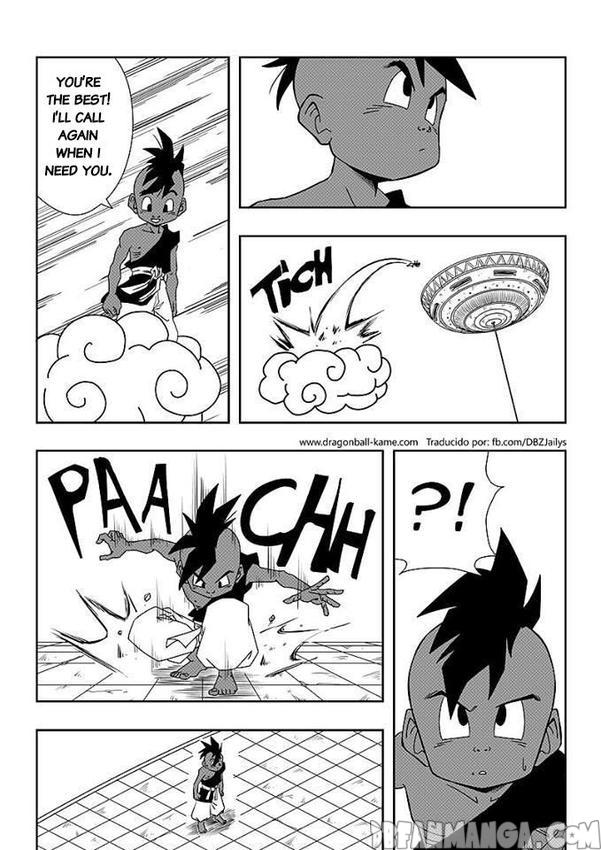 YOU'RE
THE BEST!
I'LL CALL
AGAIN
WHEN I
NEED YOU.
TICH
www.dragonball-kame.com Traducido por: fb.com/DBZJailys
PAA CHH
?!
DBFANMANGA.COM